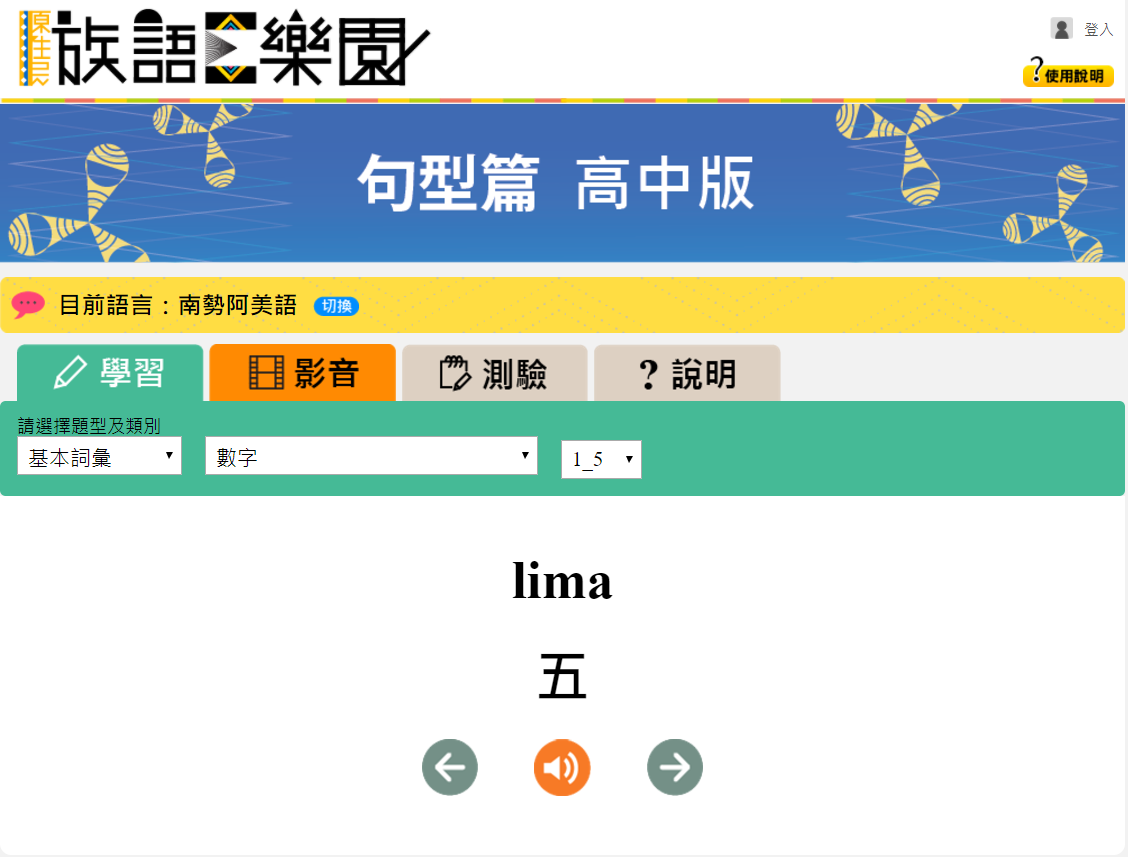 原住民族語E樂園
登入
?使用說明
句型篇 高中版
目前語言：南勢阿美語 切換
學習 影音 測驗 ? 說明
請選擇題型及類別
基本詞彙 數字 1_5
lima
五